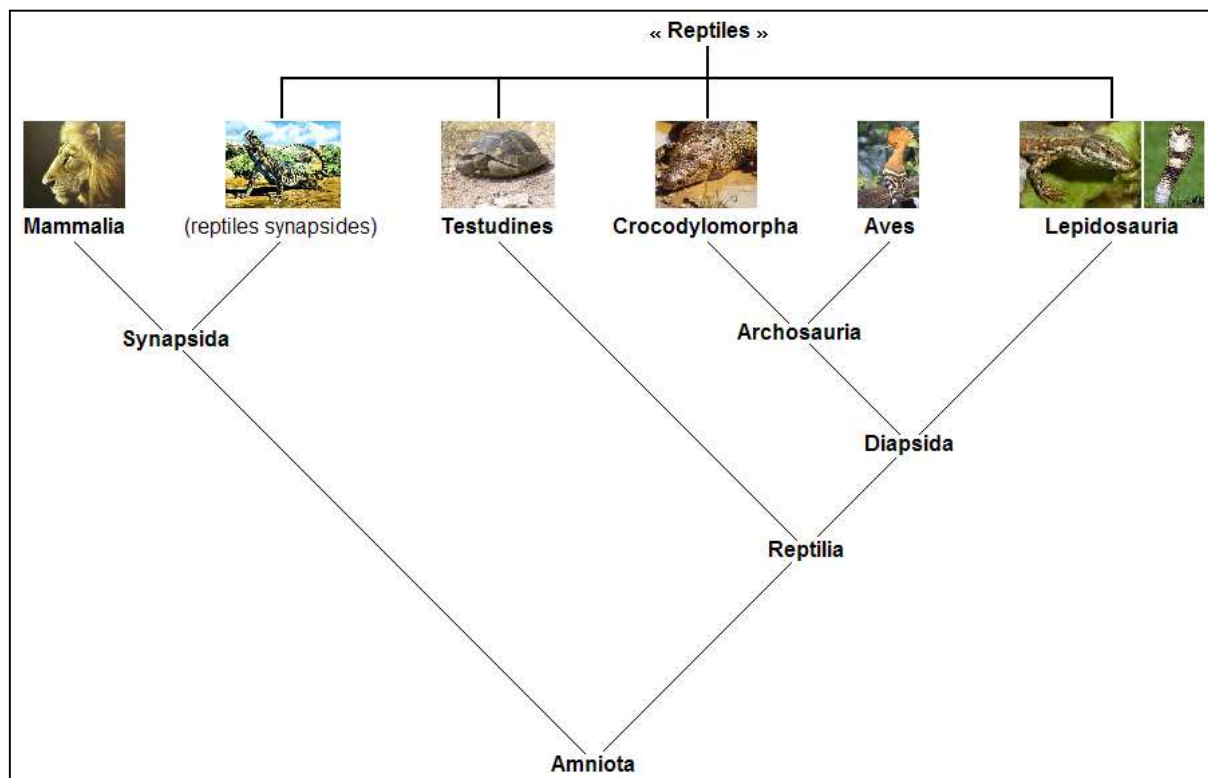 « Reptiles »
Mammalia (reptiles synapsides) Testudines Crocodylomorpha Aves Lepidosauria
Synapsida
Archosauria
Diapsida
Reptilia
Amniota